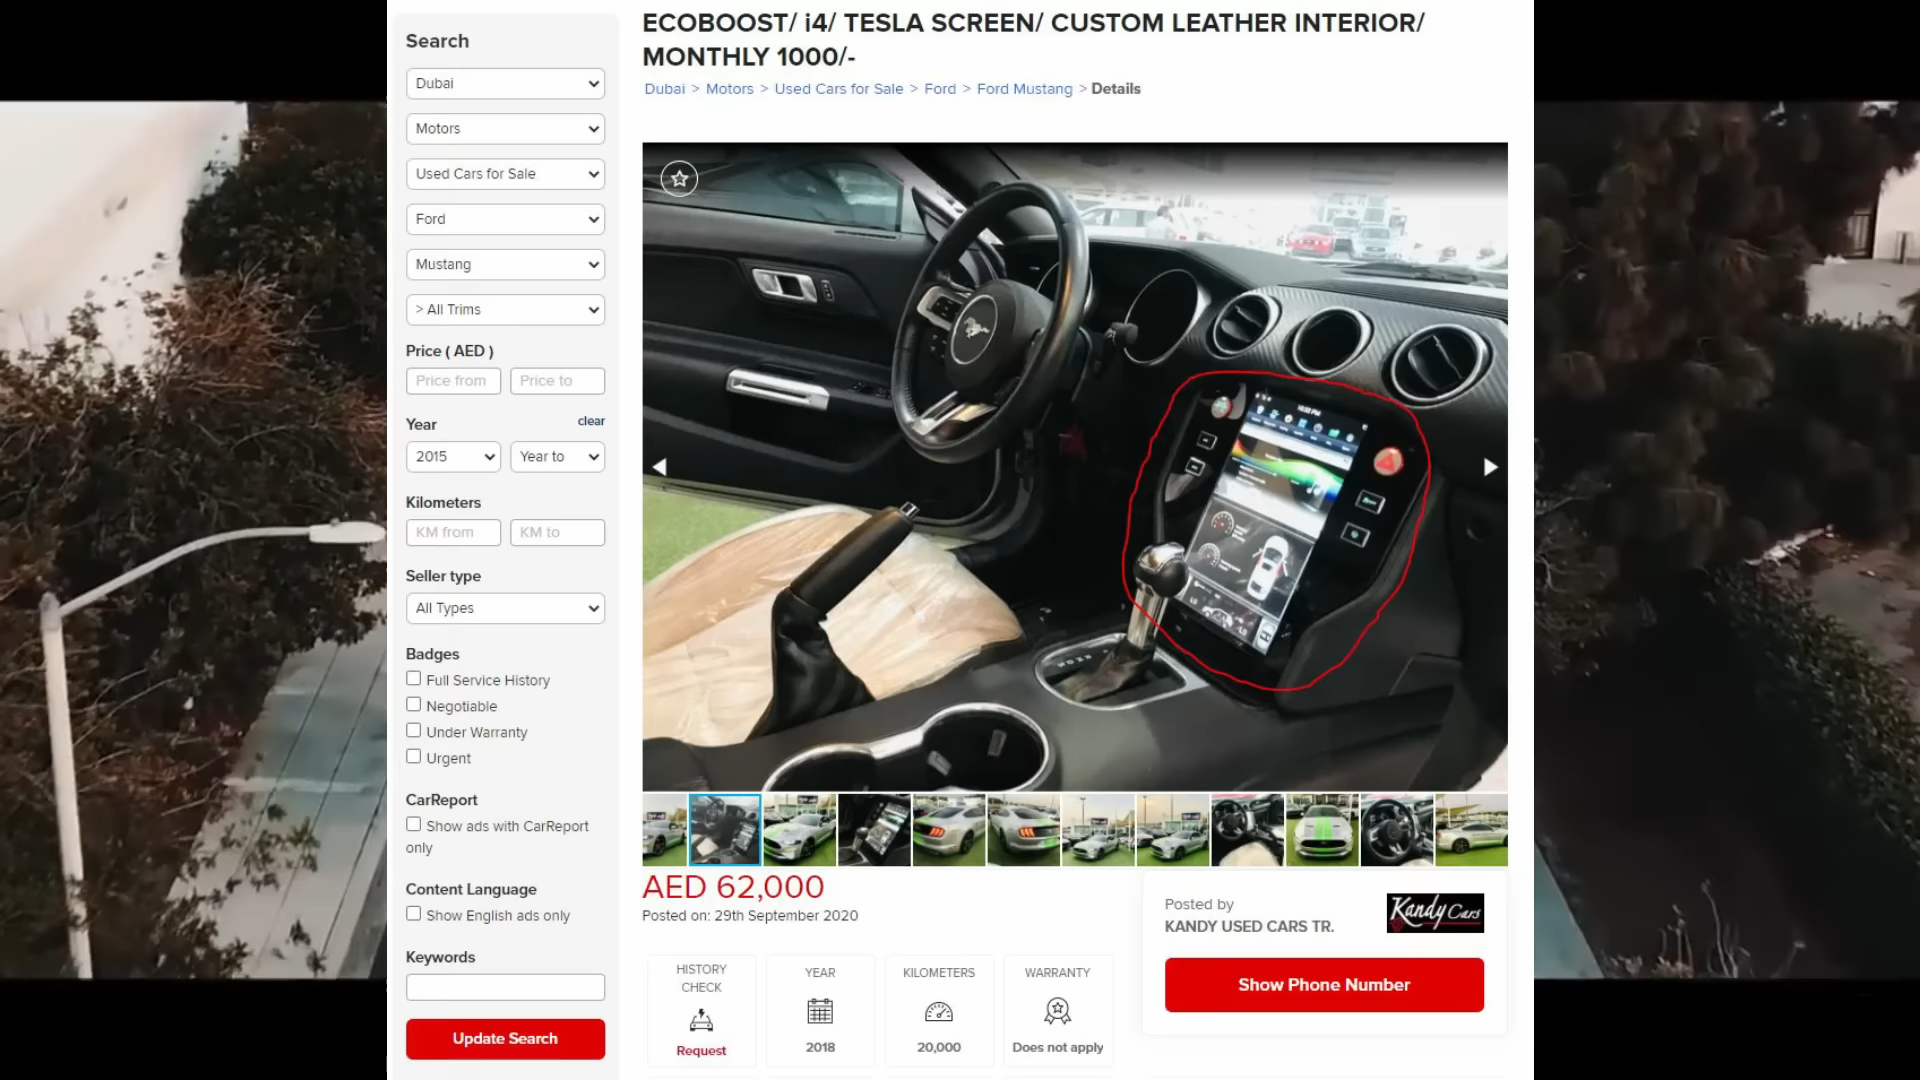 Search
Dubai
Motors
Used Cars for Sale
Ford
Mustang
> All Trims
Price ( AED )
Price from
Price to
Year
clear
2015
Year to
Kilometers
KM from
KM to
Seller type
All Types
Badges
Full Service History
Negotiable
Under Warranty
Urgent
CarReport
Show ads with CarReport
only
Content Language
Show English ads only
Keywords
Update Search
ECOBOOST/ i4/ TESLA SCREEN/ CUSTOM LEATHER INTERIOR/
MONTHLY 1000/-
Dubai > Motors > Used Cars for Sale > Ford > Ford Mustang > Details
AED 62,000
Posted on: 29th September 2020
HISTORY
CHECK
Request
YEAR
2018
KILOMETERS
20,000
WARRANTY
Does not apply
Posted by
KANDY USED CARS TR.
Kandy Cars
Show Phone Number